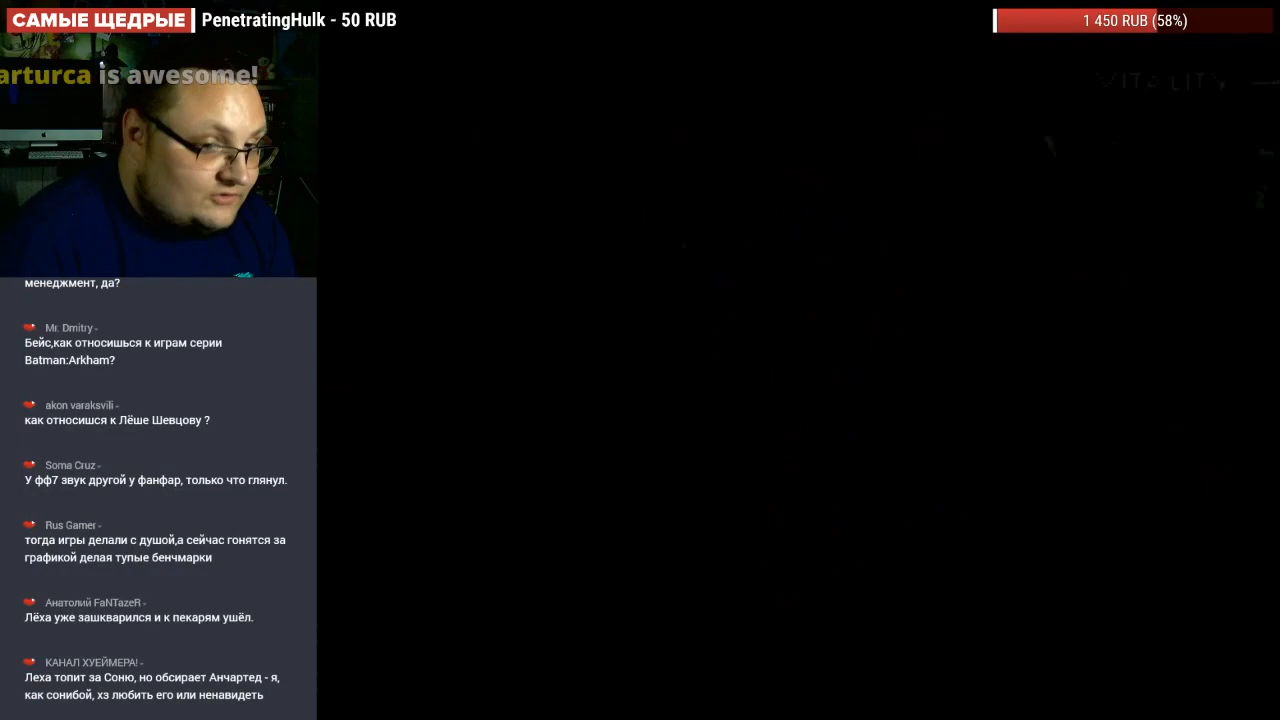 САМЫЕ ЩЕДРЫЕ PenetratingHulk - 50 RUB
1 450 RUB (58%)
arturca is awesome!
менеджмент, да?
Mr. Dmitry -
Бейс,как относишься к играм серии
Batman:Arkham?
akon varaksvili -
как относишся к Лёше Шевцову ?
Soma Cruz -
У фф7 звук другой у фанфар, только что глянул.
Rus Gamer -
тогда игры делали с душой,а сейчас гонятся за
графикой делая тупые бенчмарки
Анатолий FaNTazeR -
Лёха уже зашкварился и к пекарям ушёл.
КАНАЛ ХУЕЙМЕРА! -
Леха топит за Соню, но обсирает Анчартед - я,
как сонибой, хз любить его или ненавидеть